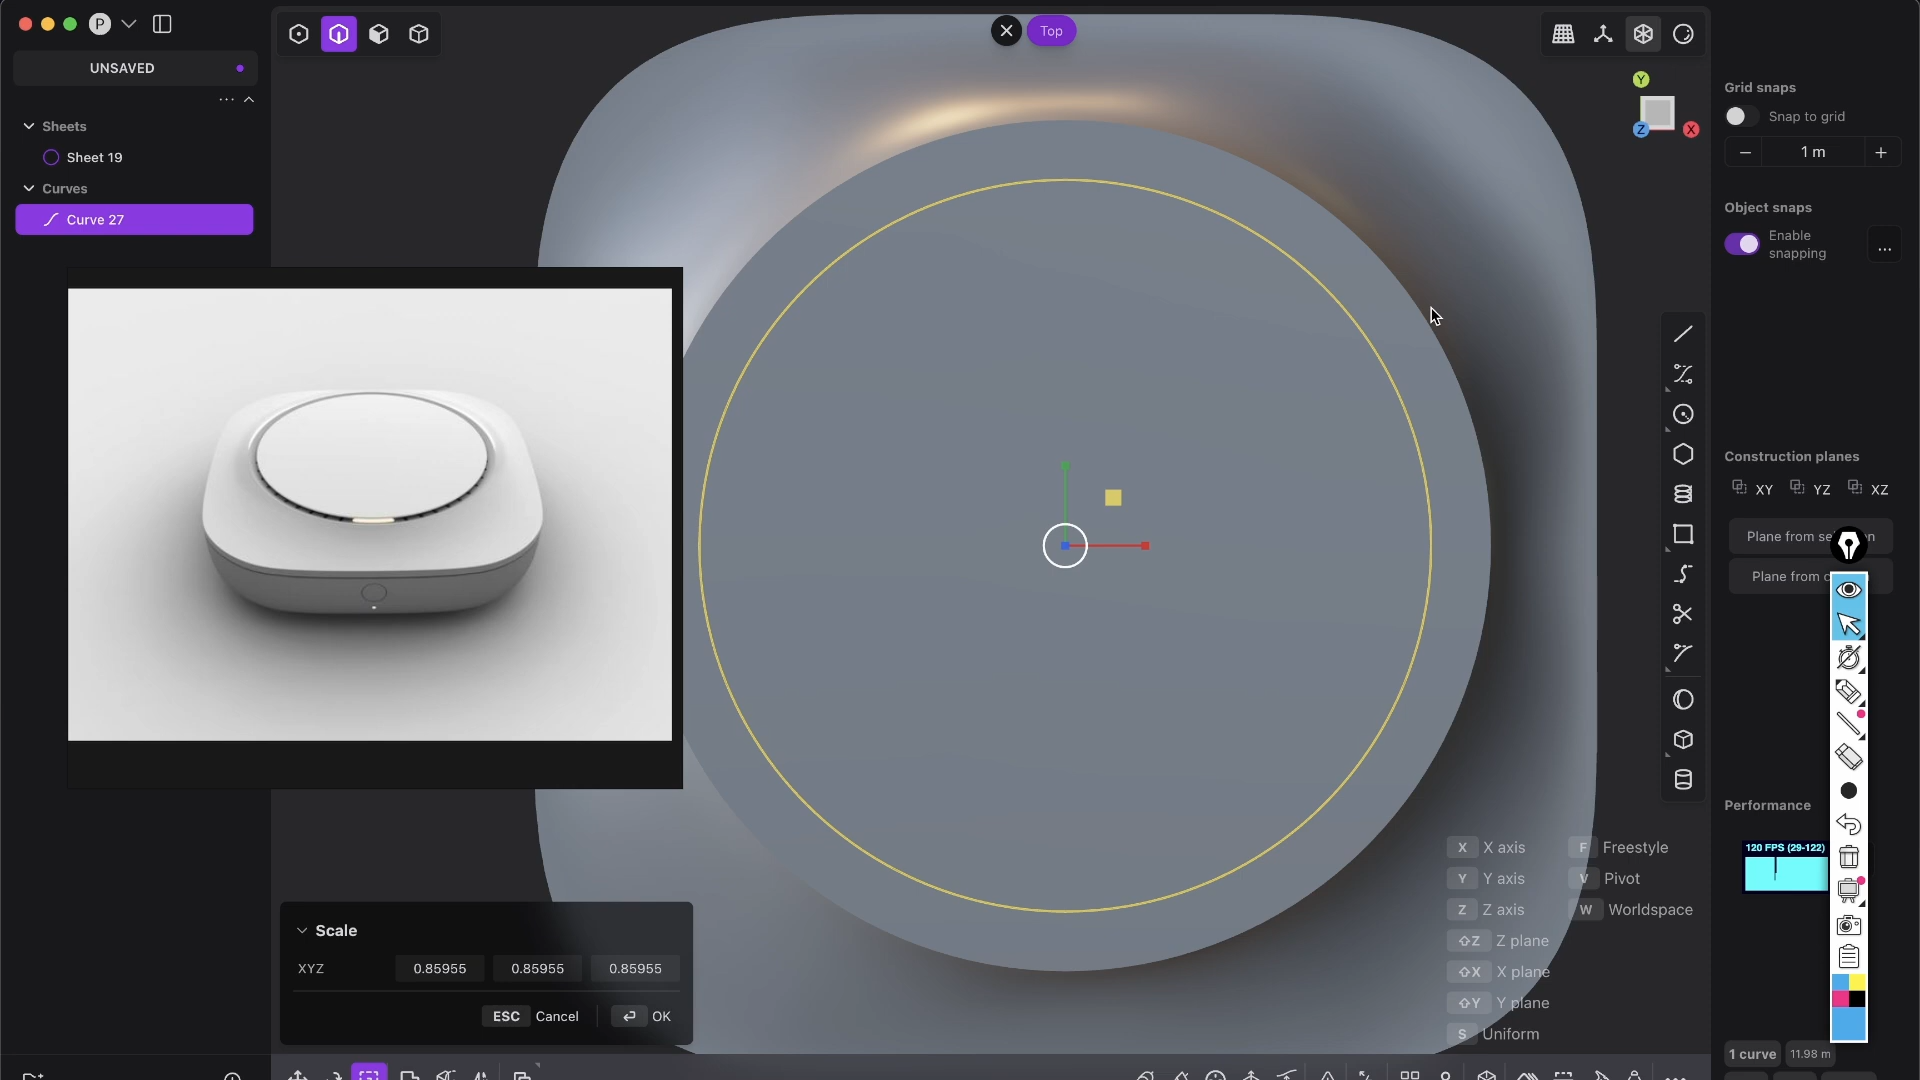 P
UNSAVED
Sheets
Sheet 19
Curves
Curve 27
Top
Y
Z
X
Grid snaps
Snap to grid
1 m
Object snaps
Enable
snapping
...
Construction planes
XY
YZ
XZ
Plane from se
n
Plane from c
Performance
120 FPS (29-122)
X X axis
F Freestyle
Y Y axis
V Pivot
Z Z axis
W Worldspace
⇧Z Z plane
⇧X X plane
⇧Y Y plane
S Uniform
Scale
XYZ 0.85955 0.85955 0.85955
ESC Cancel
OK
1 curve 11.98 m